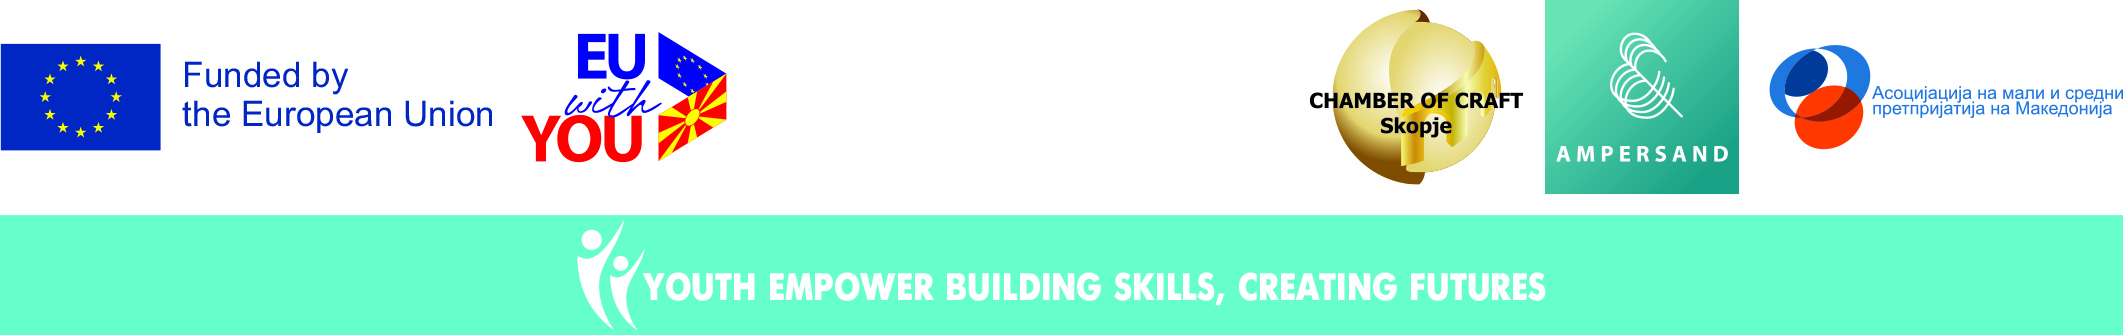 Funded by
the European Union
EU
with
YOU
CHAMBER OF CRAFT
Skopje
AMPERSAND
Асоцијација на мали и средни
претпријатија на Македонија
YOUTH EMPOWER BUILDING SKILLS, CREATING FUTURES